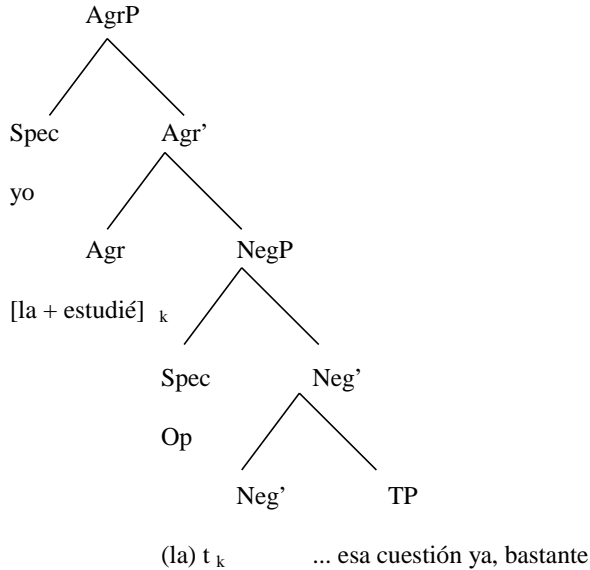 AgrP
Spec Agr’
yo
Agr NegP
[la + estudié] k
Spec Neg’
Op
Neg’ TP
(la) t k ... esa cuestión ya, bastante